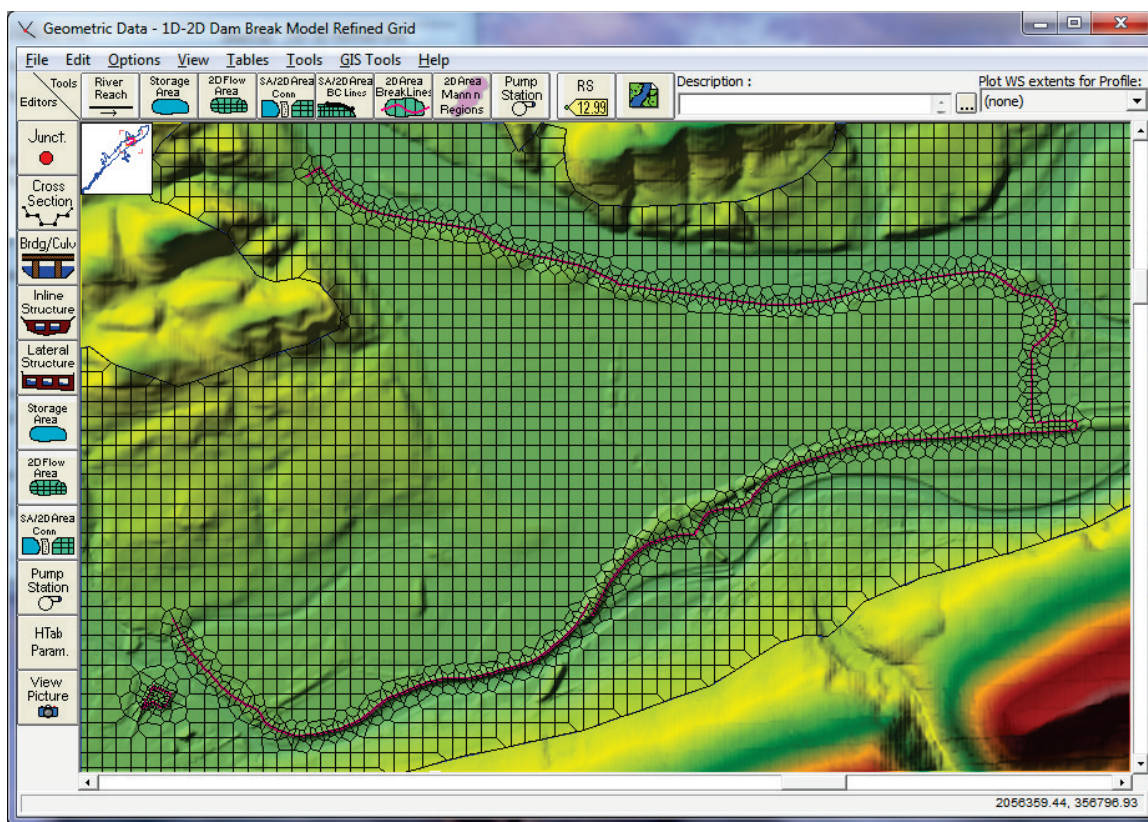 Geometric Data - 1D-2D Dam Break Model Refined Grid
File Edit Options View Tables Tools GIS Tools Help
Tools
Editors
River
Reach
Storage
Area
2D Flow
Area
SA/2D Area
Conn
SA/2D Area
BC Lines
2D Area
BreakLines
2D Area
Mann n
Regions
Pump
Station
RS
12.99
Description :
...
Plot WS extents for Profile:
(none)
Junct.
Cross
Section
Brdg/Culv
Inline
Structure
Lateral
Structure
Storage
Area
2D Flow
Area
SA/2D Area
Conn
Pump
Station
HTab
Param.
View
Picture
2056359.44, 356796.93